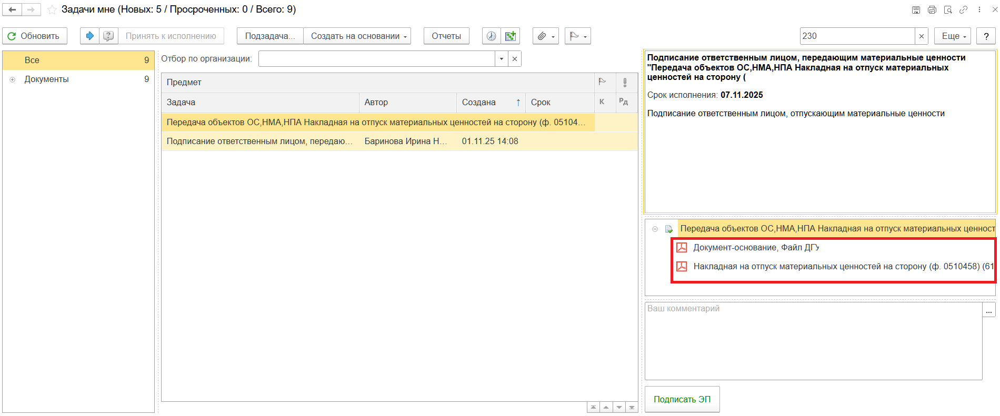 Задачи мне (Новых: 5 / Просроченных: 0 / Всего: 9)
Обновить
Принять к исполнению
Подзадача...
Создать на основании
Отчеты
230
×
Еще
?
Все 9
Документы 9
Отбор по организации:
×
Предмет
Задача Автор Создана ↑ Срок К Рд
Передача объектов ОС,НМА,НПА Накладная на отпуск материальных ценностей на сторону (ф. 05104...
Подписание ответственным лицом, передаю... Баринова Ирина Н... 01.11.25 14:08
Подписание ответственным лицом, передающим материальные ценности
"Передача объектов ОС,НМА,НПА Накладная на отпуск материальных
ценностей на сторону (
Срок исполнения: 07.11.2025
Подписание ответственным лицом, отпускающим материальные ценности
Передача объектов ОС,НМА,НПА Накладная на отпуск материальных ценност
Документ-основание, Файл ДГУ
Накладная на отпуск материальных ценностей на сторону (ф. 0510458) (61
Ваш комментарий
...
Подписать ЭП